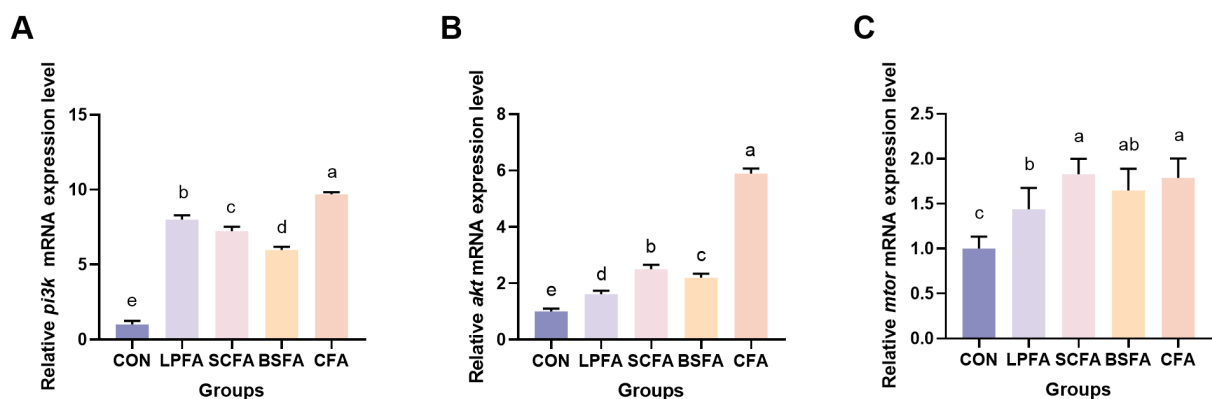 A
Relative pi3k mRNA expression level
15
10
5
0
e
b
c
d
a
CON LPFA SCFA BSFA CFA
Groups
B
Relative akt mRNA expression level
8
6
4
2
0
e
d
b
c
a
CON LPFA SCFA BSFA CFA
Groups
C
Relative mtor mRNA expression level
2.5
2.0
1.5
1.0
0.5
0.0
c
b
a
ab
a
CON LPFA SCFA BSFA CFA
Groups